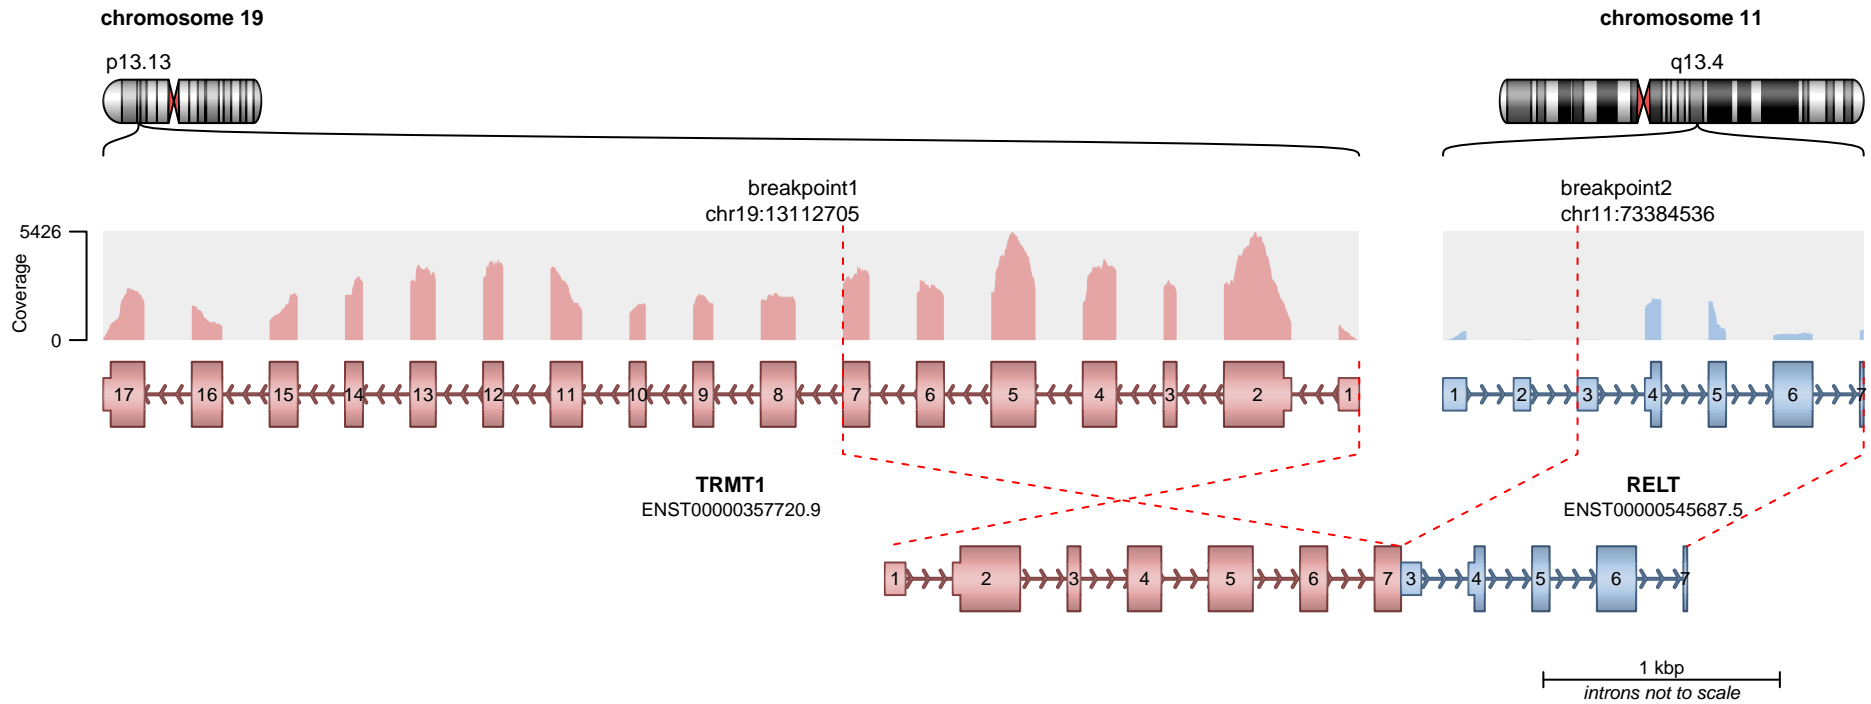 chromosome 19
chromosome 11
p13.13
q13.4
breakpoint1
chr19:13112705
breakpoint2
chr11:73384536
5426
Coverage
0
17 16 15 14 13 12 11 10 9 8 7 6 5 4 3 2 1
1 2 3 4 5 6 7
TRMT1
ENST00000357720.9
RELT
ENST00000545687.5
1 2 3 4 5 6 7 3 4 5 6 7
1 kbp
introns not to scale